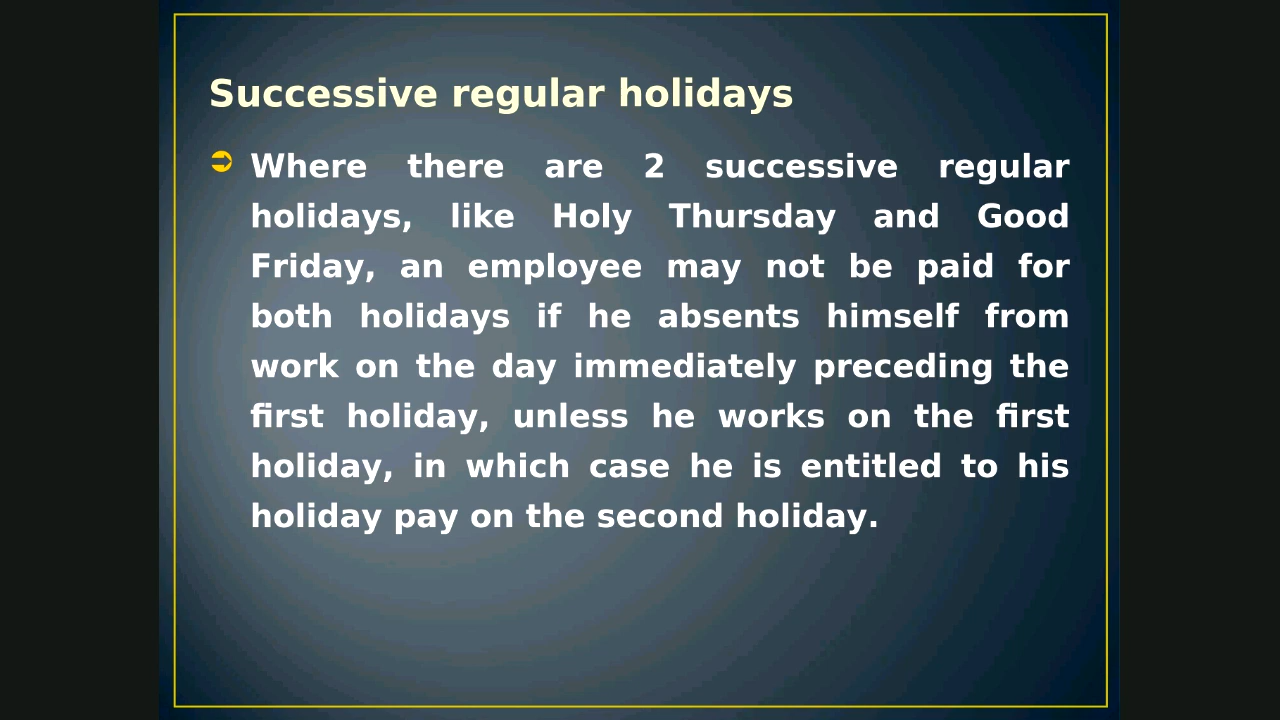 Successive regular holidays
Where there are 2 successive regular
holidays, like Holy Thursday and Good
Friday, an employee may not be paid for
both holidays if he absents himself from
work on the day immediately preceding the
first holiday, unless he works on the first
holiday, in which case he is entitled to his
holiday pay on the second holiday.